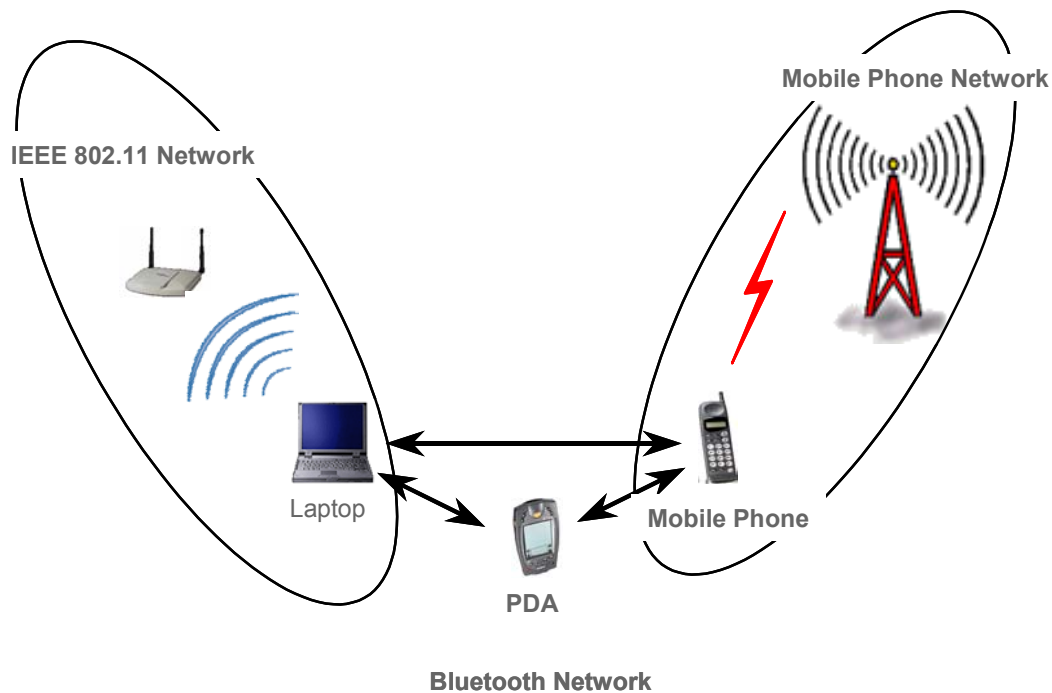 Mobile Phone Network
IEEE 802.11 Network
Laptop
Mobile Phone
PDA
Bluetooth Network